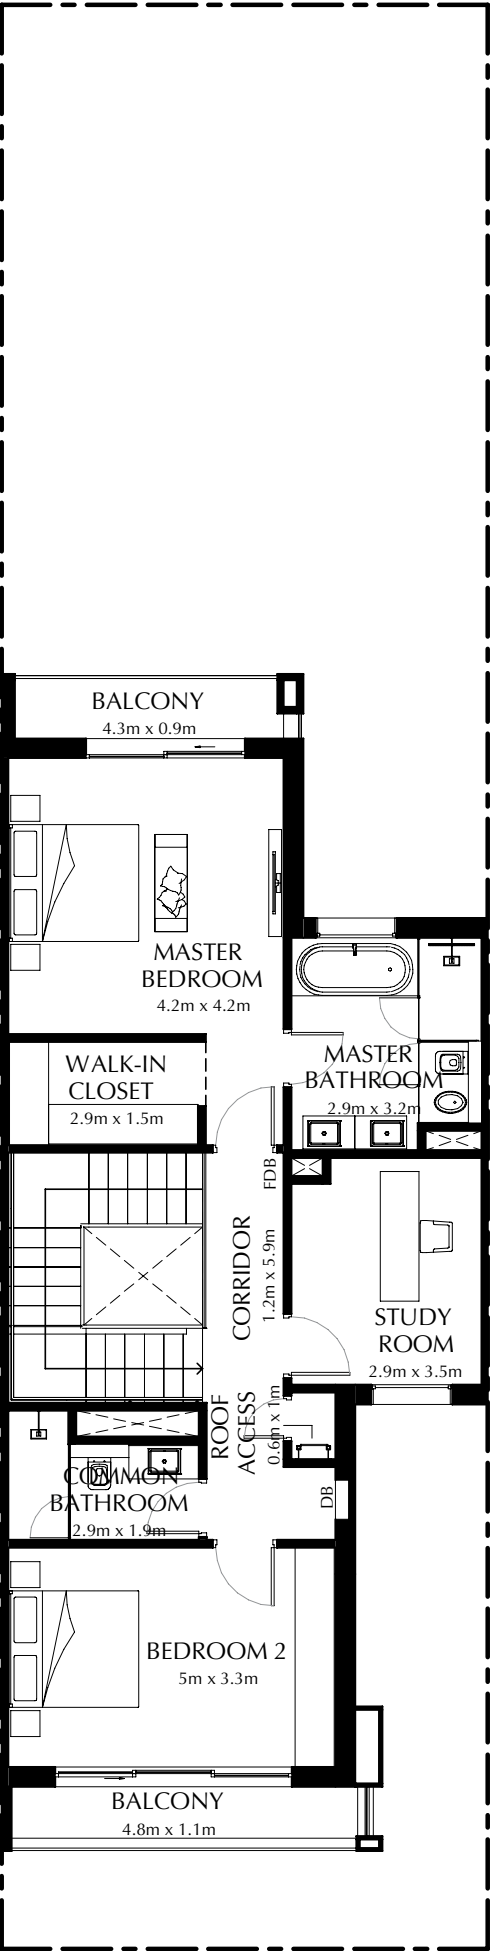 BALCONY
4.3m x 0.9m
MASTER
BEDROOM
4.2m x 4.2m
WALK-IN
CLOSET
2.9m x 1.5m
MASTER
BATHROOM
2.9m x 3.2m
FDB
CORRIDOR
1.2m x 5.9m
STUDY
ROOM
2.9m x 3.5m
ROOF
ACCESS
0.6m x 1m
COMMON
BATHROOM
2.9m x 1.9m
DB
BEDROOM 2
5m x 3.3m
BALCONY
4.8m x 1.1m